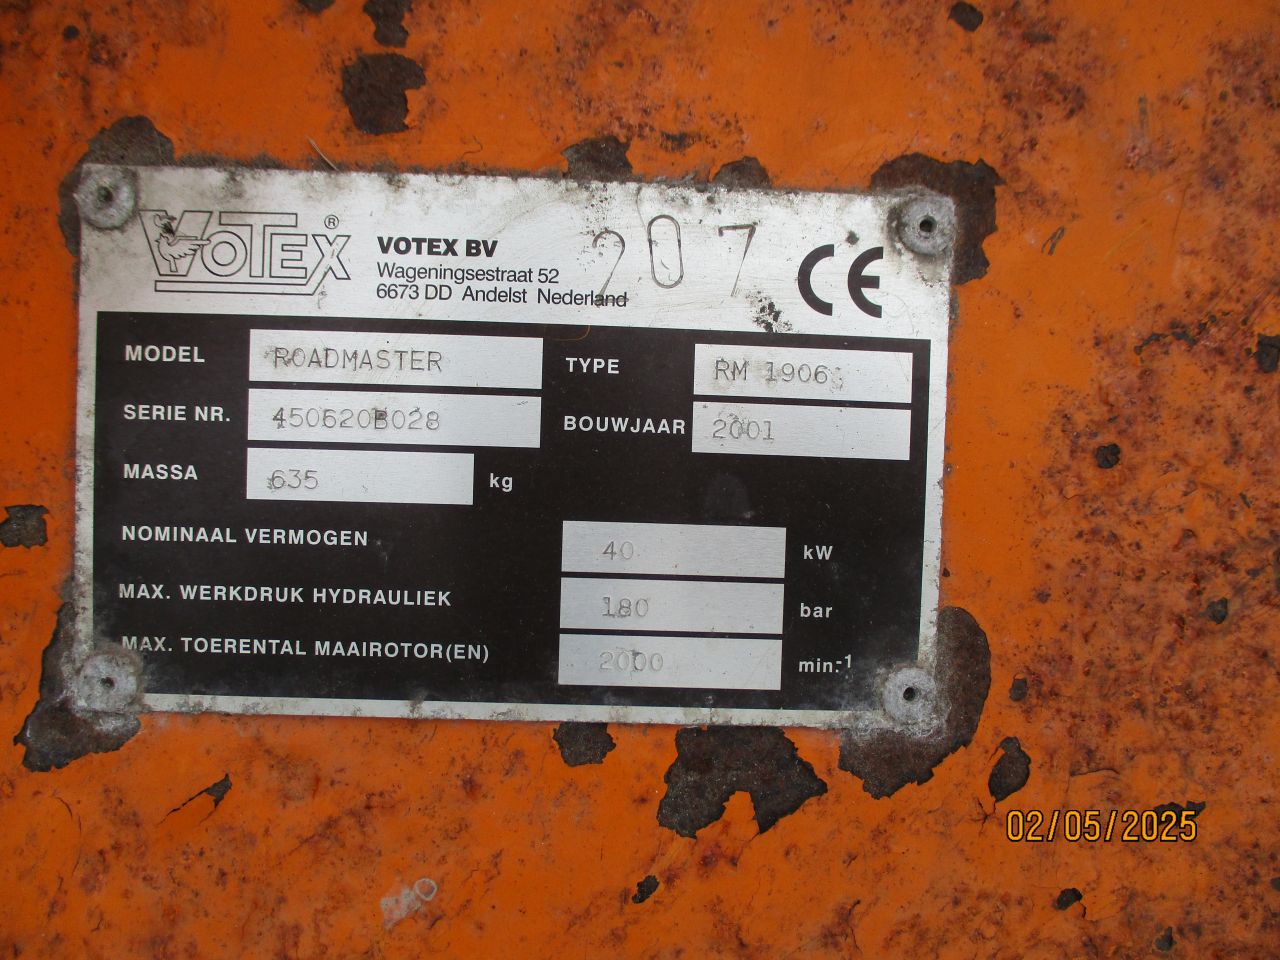 VOTEX ®
VOTEX BV
Wageningsestraat 52
6673 DD Andelst Nederland
207
CE
MODEL ROADMASTER TYPE RM 1906
SERIE NR. 450620B028 BOUWJAAR 2001
MASSA 635 kg
NOMINAAL VERMOGEN 40 kW
MAX. WERKDRUK HYDRAULIEK 180 bar
MAX. TOERENTAL MAAIROTOR(EN) 2000 min.-1
02/05/2025